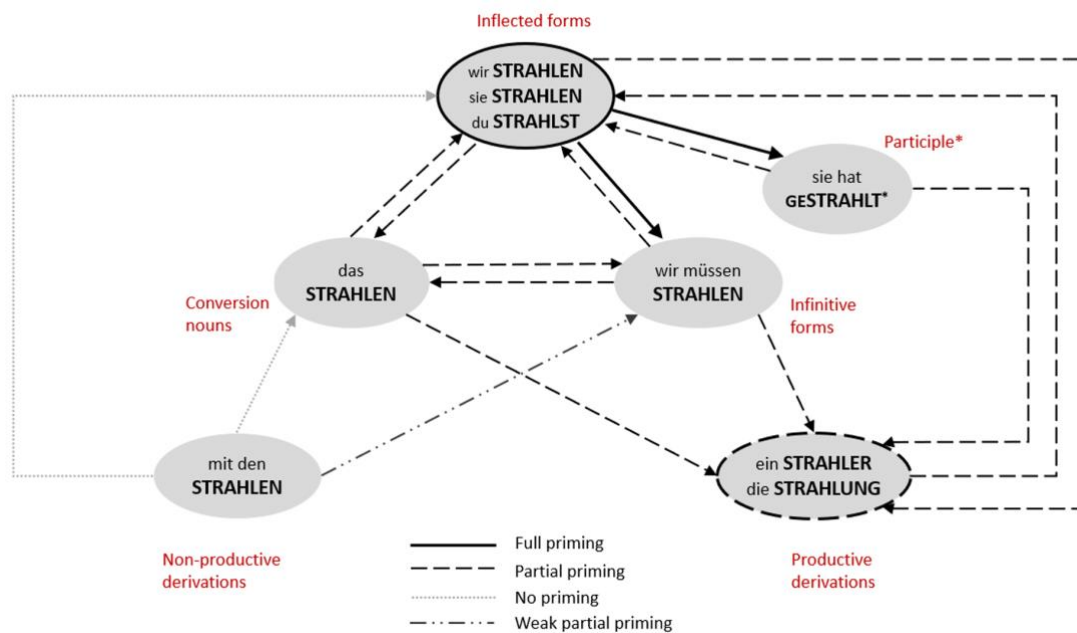 Inflected forms
wir STRAHLEN
sie STRAHLEN
du STRAHLST
Participle*
sie hat
GESTRAHLT*
das
STRAHLEN
wir müssen
STRAHLEN
Conversion
nouns
Infinitive
forms
mit den
STRAHLEN
ein STRAHLER
die STRAHLUNG
Non-productive
derivations
Full priming
Partial priming
No priming
Weak partial priming
Productive
derivations